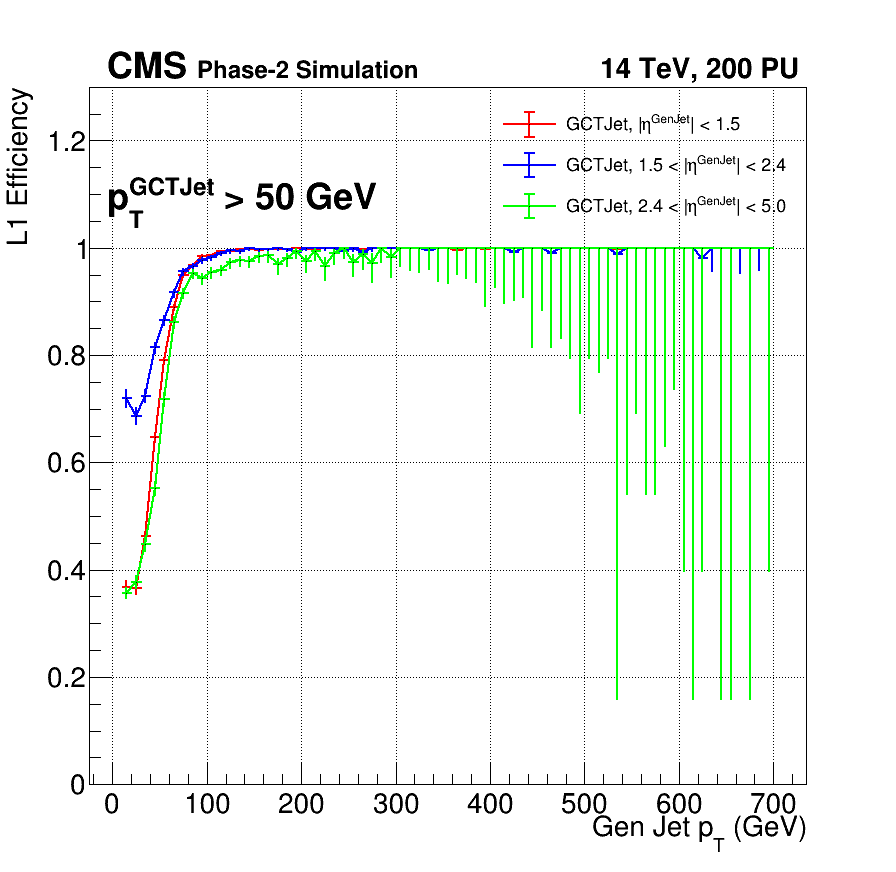 CMS Phase-2 Simulation 14 TeV, 200 PU
L1 Efficiency
GCTJet, |η^GenJet| < 1.5
GCTJet, 1.5 < |η^GenJet| < 2.4
GCTJet, 2.4 < |η^GenJet| < 5.0
p_T^GCTJet > 50 GeV
1.2
1
0.8
0.6
0.4
0.2
0
0 100 200 300 400 500 600 700
Gen Jet p_T (GeV)